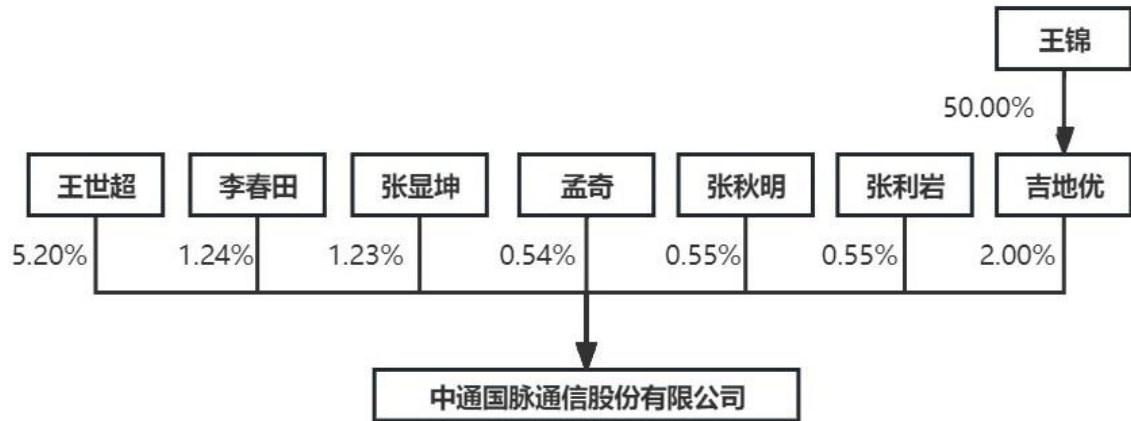 王锦
50.00%
王世超 李春田 张显坤 孟奇 张秋明 张利岩 吉地优
5.20% 1.24% 1.23% 0.54% 0.55% 0.55% 2.00%
中通国脉通信股份有限公司